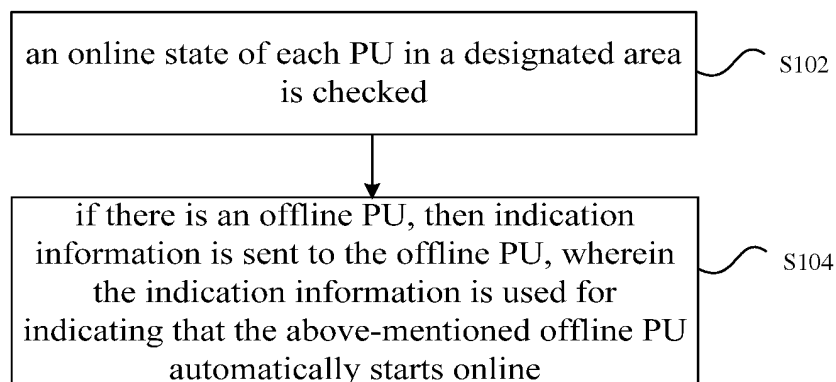 an online state of each PU in a designated area
is checked
S102
if there is an offline PU, then indication
information is sent to the offline PU, wherein
the indication information is used for
indicating that the above-mentioned offline PU
automatically starts online
S104